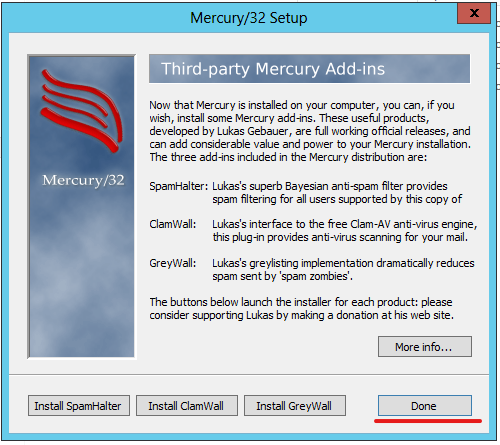 Mercury/32 Setup
x
Third-party Mercury Add-ins
Now that Mercury is installed on your computer, you can, if you
wish, install some Mercury add-ins. These useful products,
developed by Lukas Gebauer, are full working official releases, and
can add considerable value and power to your Mercury installation.
The three add-ins included in the Mercury distribution are:
Mercury/32
SpamHalter: Lukas's superb Bayesian anti-spam filter provides
spam filtering for all users supported by this copy of
ClamWall: Lukas's interface to the free Clam-AV anti-virus engine,
this plug-in provides anti-virus scanning for your mail.
GreyWall: Lukas's greylisting implementation dramatically reduces
spam sent by 'spam zombies'.
The buttons below launch the installer for each product: please
consider supporting Lukas by making a donation at his web site.
More info...
Install SpamHalter Install ClamWall Install GreyWall Done